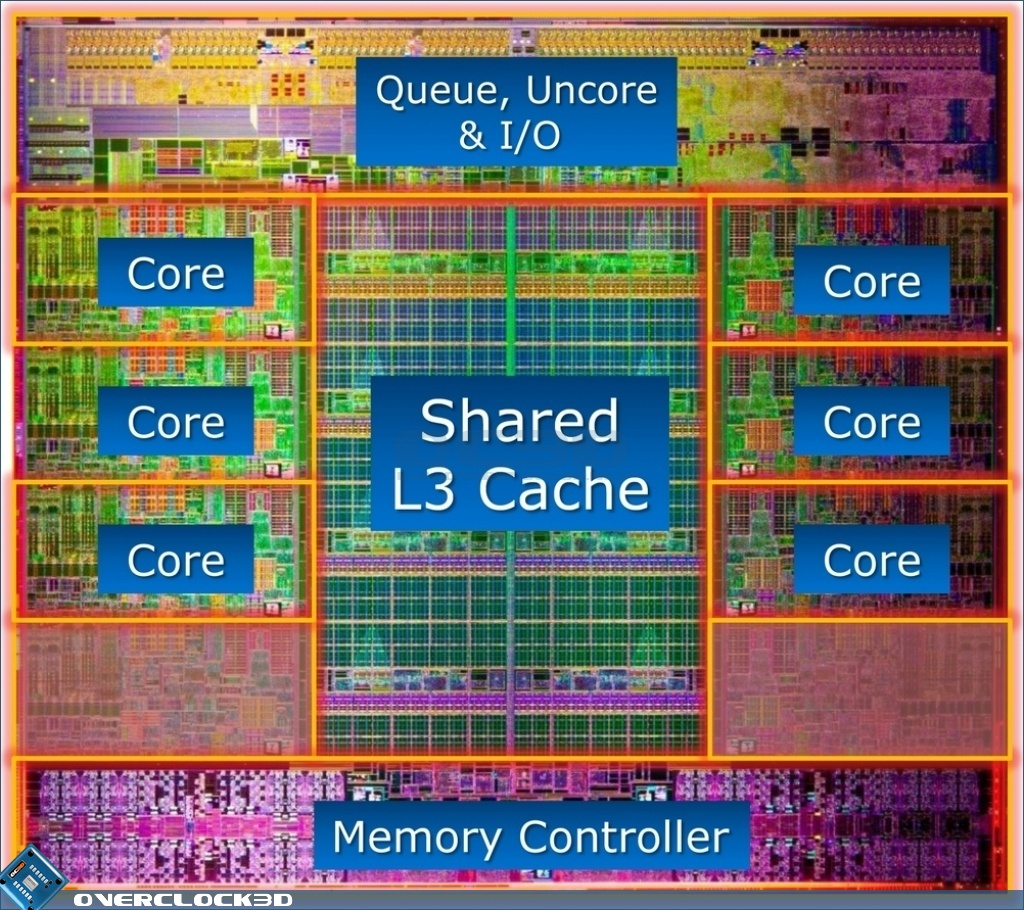 Queue, Uncore
& I/O
Core
Core
Core
Core
Shared
L3 Cache
Core
Core
Memory Controller
OVERCLOCK3D